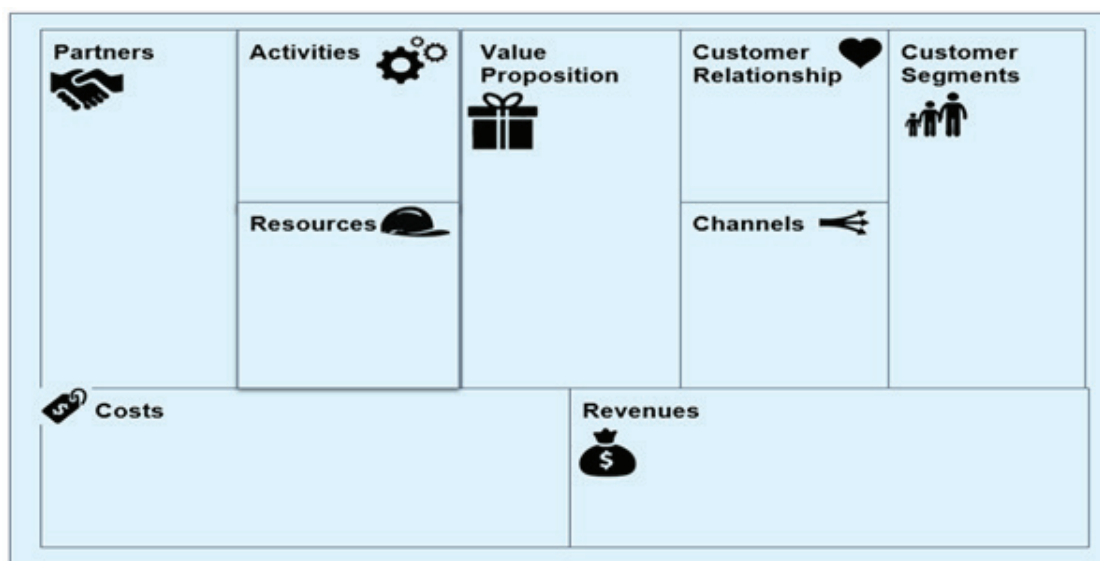 Partners
Activities
Value
Proposition
Customer
Relationship
Customer
Segments
Resources
Channels
$
Costs
Revenues
$